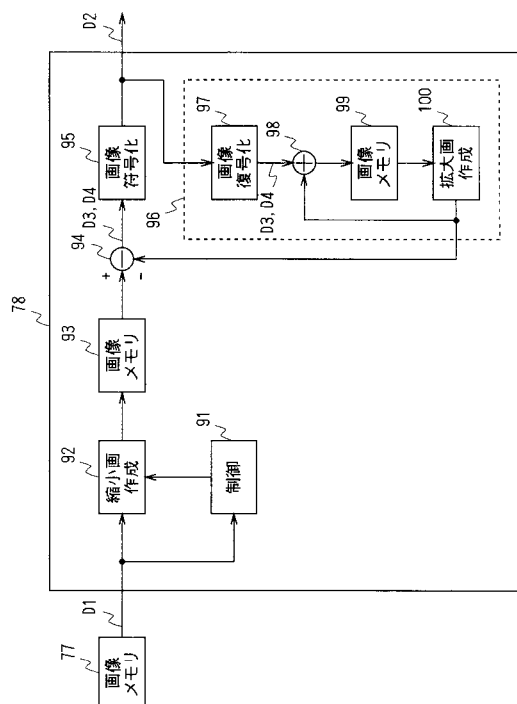 78
77
画像
メモリ
D1
92
縮小画
作成
91
制御
93
画像
メモリ
94
+
-
D3, D4
95
画像
符号化
D2
96
97
画像
復号化
D3, D4
98
99
画像
メモリ
100
拡大画
作成